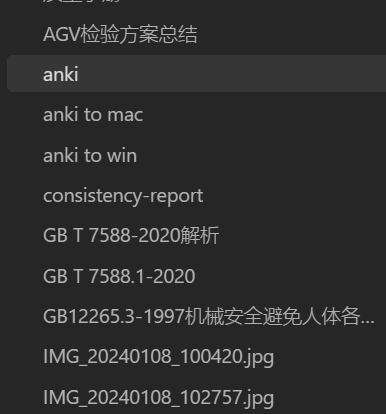 AGV检验方案总结
anki
anki to mac
anki to win
consistency-report
GB T 7588-2020解析
GB T 7588.1-2020
GB12265.3-1997机械安全避免人体各...
IMG_20240108_100420.jpg
IMG_20240108_102757.jpg